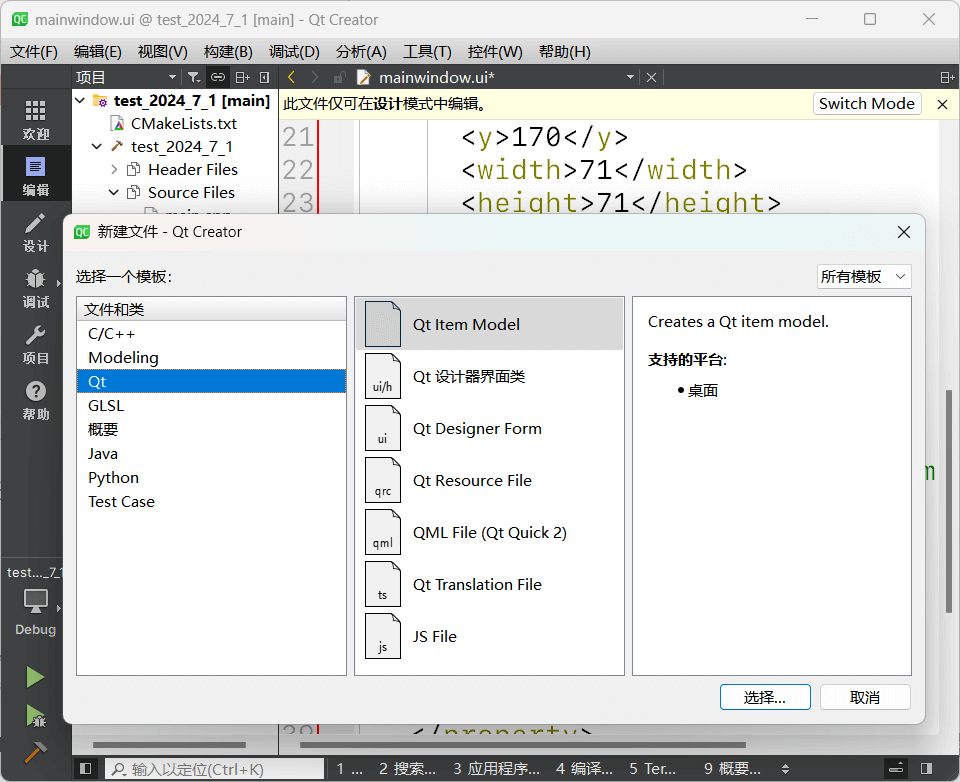 mainwindow.ui @ test_2024_7_1 [main] - Qt Creator
文件(F) 编辑(E) 视图(V) 构建(B) 调试(D) 分析(A) 工具(T) 控件(W) 帮助(H)
项目
mainwindow.ui*
欢迎
编辑
设计
调试
项目
帮助
test_2024_7_1 [main]
CMakeLists.txt
test_2024_7_1
Header Files
Source Files
此文件仅可在设计模式中编辑。
Switch Mode
21 <y>170</y>
22 <width>71</width>
23 <height>71</height>
新建文件 - Qt Creator
选择一个模板:
所有模板
文件和类
C/C++
Modeling
Qt
GLSL
概要
Java
Python
Test Case
Qt Item Model
ui/h Qt 设计器界面类
ui Qt Designer Form
qrc Qt Resource File
qml QML File (Qt Quick 2)
ts Qt Translation File
js JS File
Creates a Qt item model.
支持的平台:
• 桌面
选择...
取消
test..._7_1
Debug
</property>
输入以定位(Ctrl+K)
1 ... 2 搜索... 3 应用程序... 4 编译... 5 Ter... 9 概要...